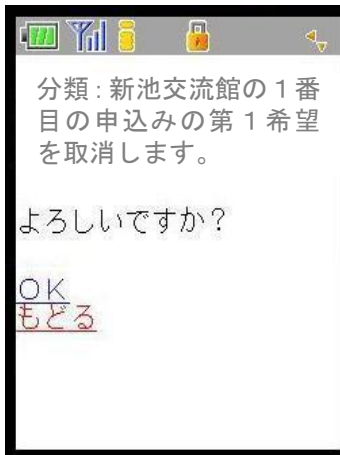 分類：新池交流館の１番
目の申込みの第１希望
を取消します。
よろしいですか？
ＯＫ
もどる